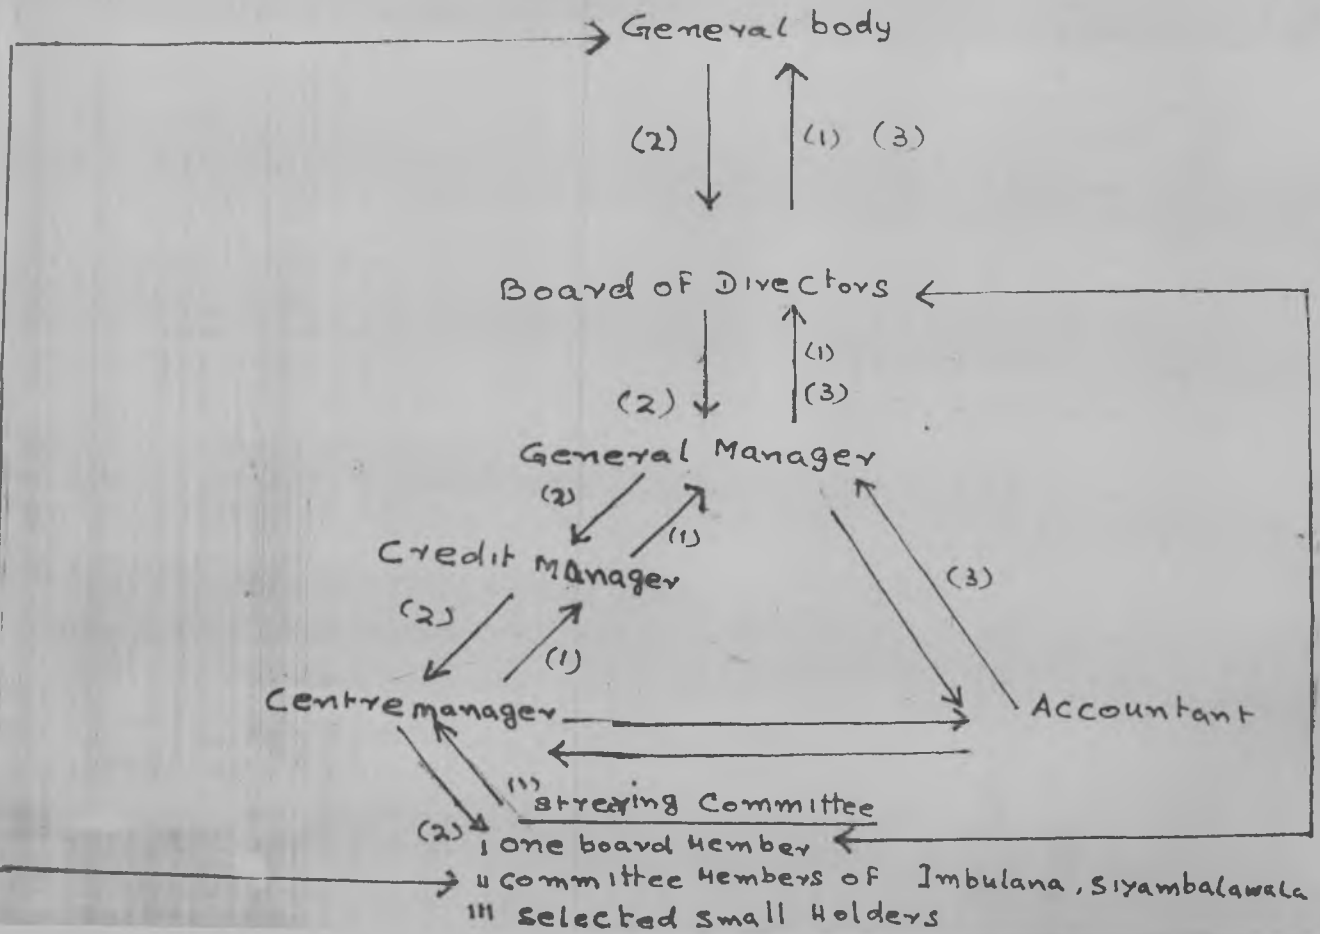 General body
(2) (1) (3)
Board of Directors
(1)
(2) (3)
General Manager
(2)
(1)
Credit Manager
(3)
(2)
(1)
Centre manager
Accountant
(1)
Streering Committee
(2) i One board Member
ii Committee Members of Imbulana, Siyambalawala
iii Selected Small Holders